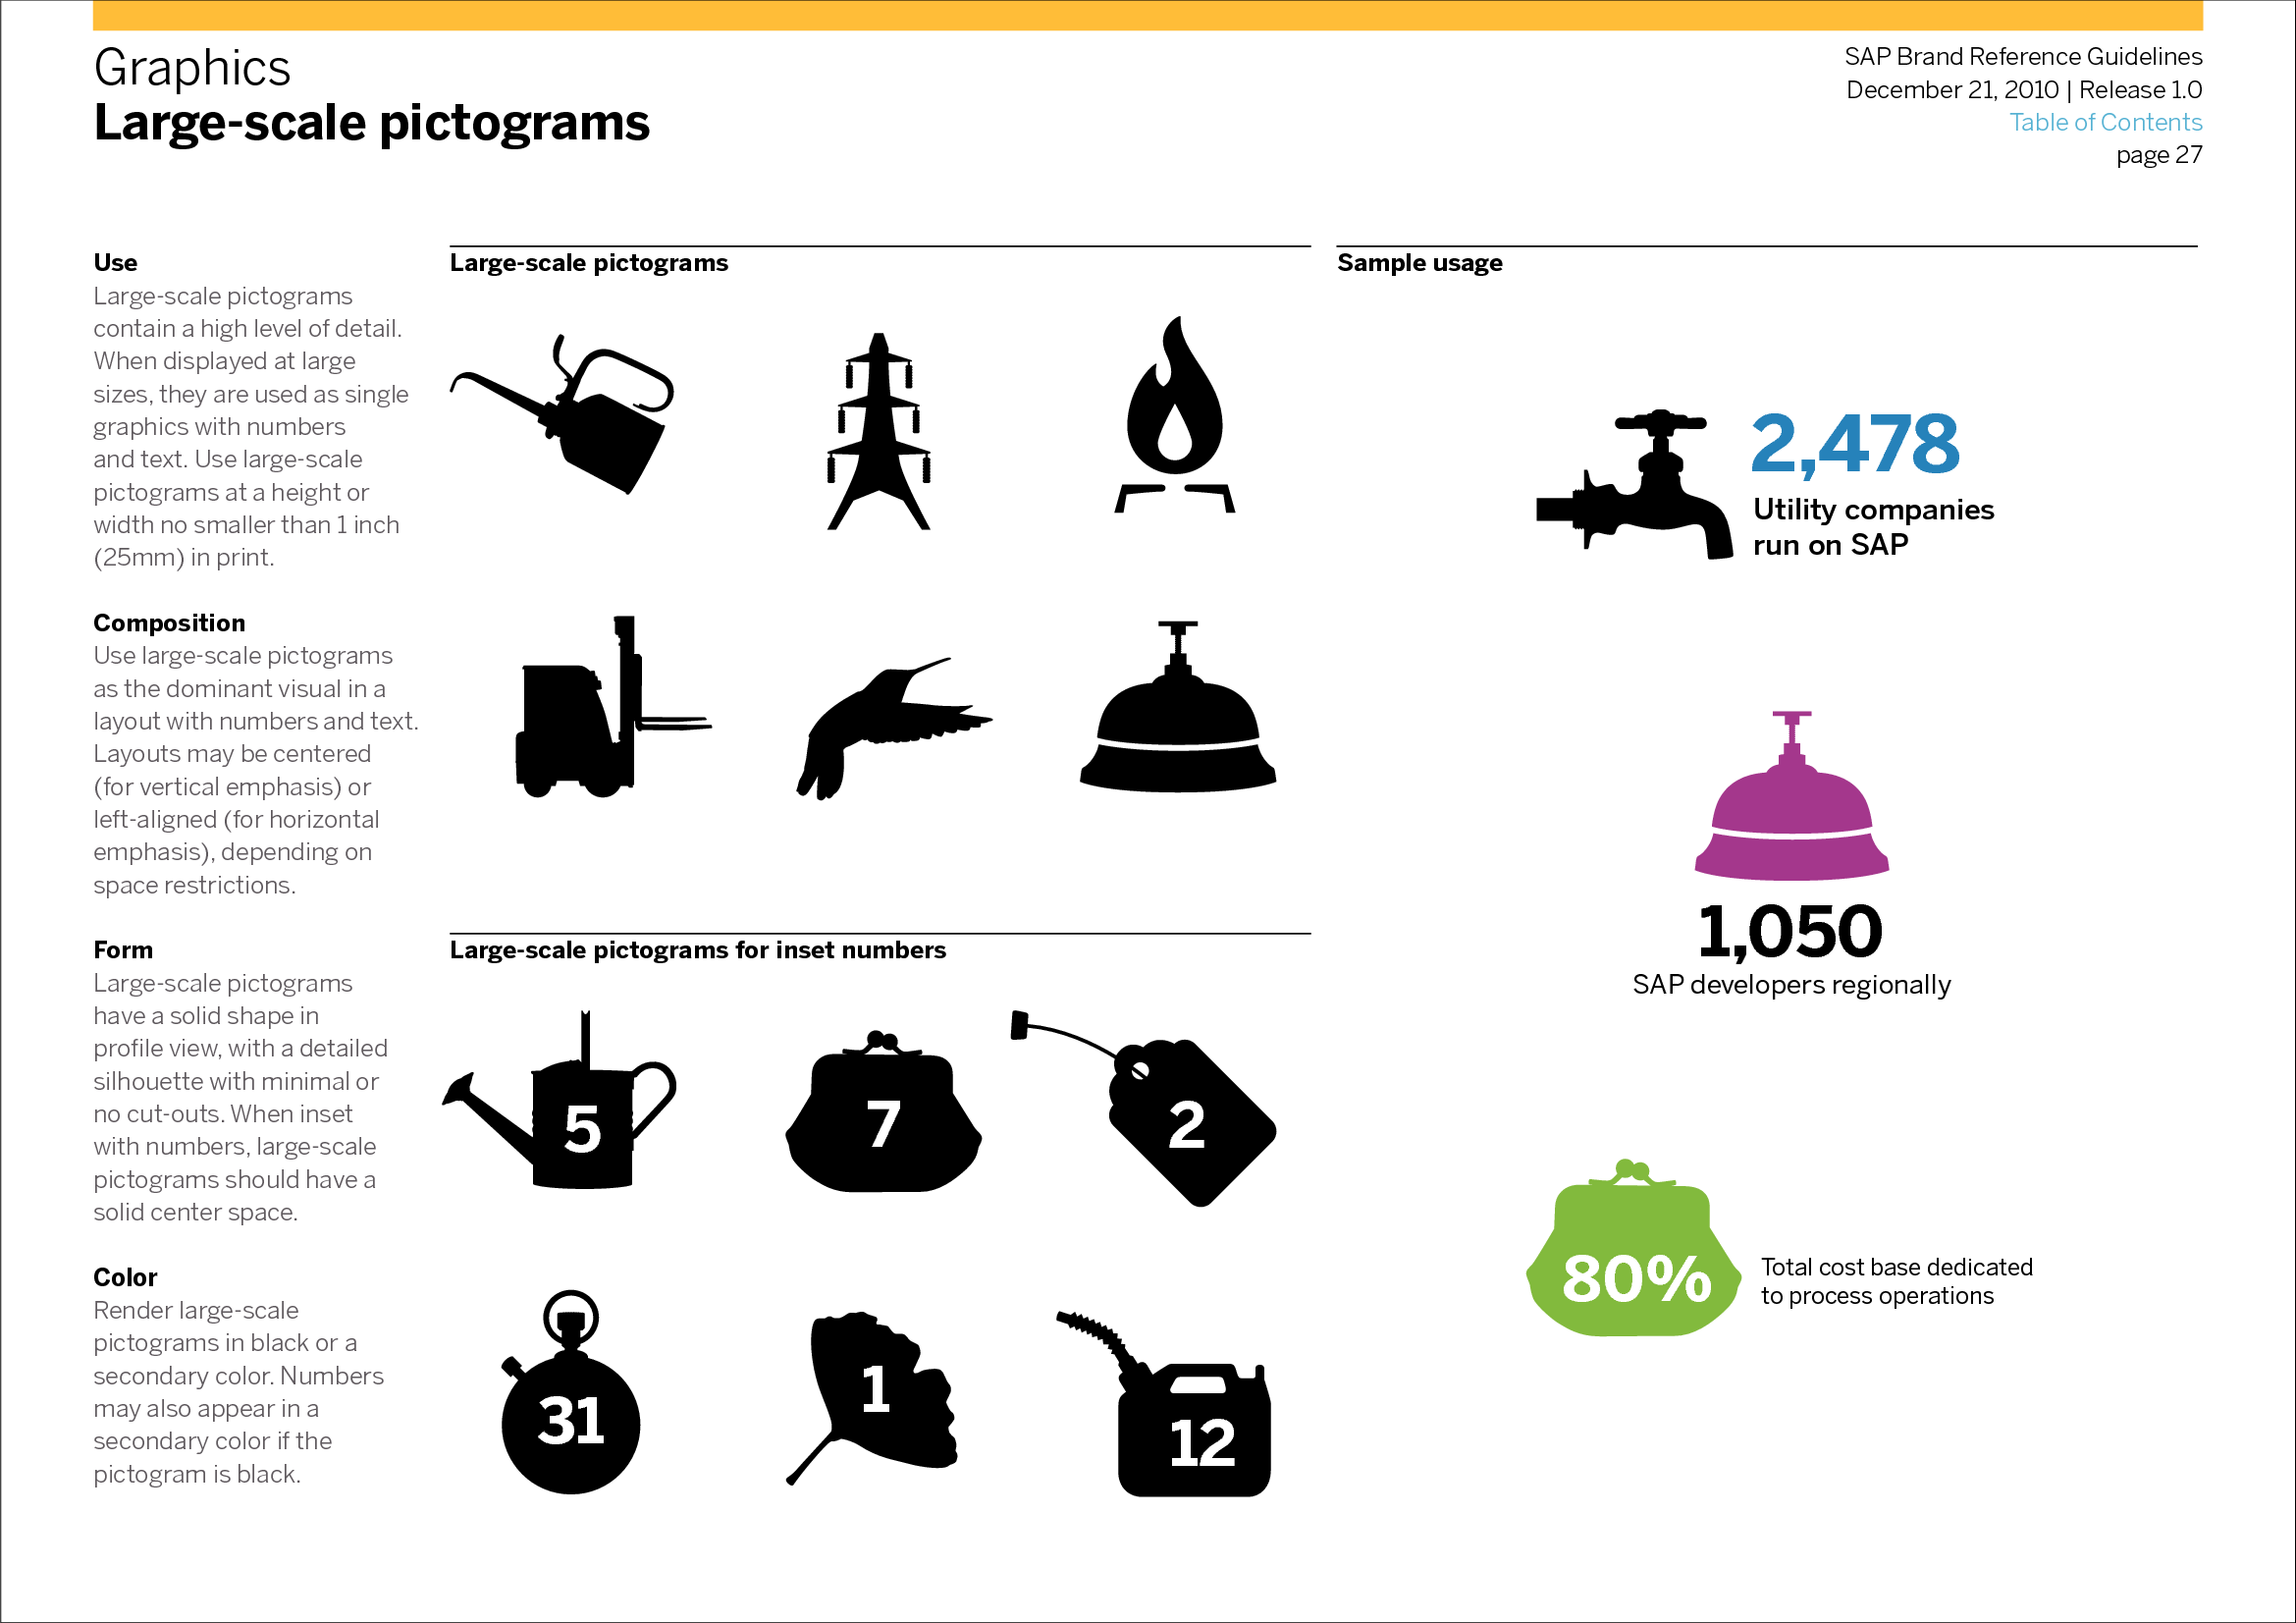 Graphics
Large-scale pictograms
SAP Brand Reference Guidelines
December 21, 2010 | Release 1.0
Table of Contents
page 27
Use
Large-scale pictograms
contain a high level of detail.
When displayed at large
sizes, they are used as single
graphics with numbers
and text. Use large-scale
pictograms at a height or
width no smaller than 1 inch
(25mm) in print.
Composition
Use large-scale pictograms
as the dominant visual in a
layout with numbers and text.
Layouts may be centered
(for vertical emphasis) or
left-aligned (for horizontal
emphasis), depending on
space restrictions.
Form
Large-scale pictograms
have a solid shape in
profile view, with a detailed
silhouette with minimal or
no cut-outs. When inset
with numbers, large-scale
pictograms should have a
solid center space.
Color
Render large-scale
pictograms in black or a
secondary color. Numbers
may also appear in a
secondary color if the
pictogram is black.
Large-scale pictograms
Large-scale pictograms for inset numbers
5
7
2
31
1
12
Sample usage
2,478
Utility companies
run on SAP
1,050
SAP developers regionally
80%
Total cost base dedicated
to process operations